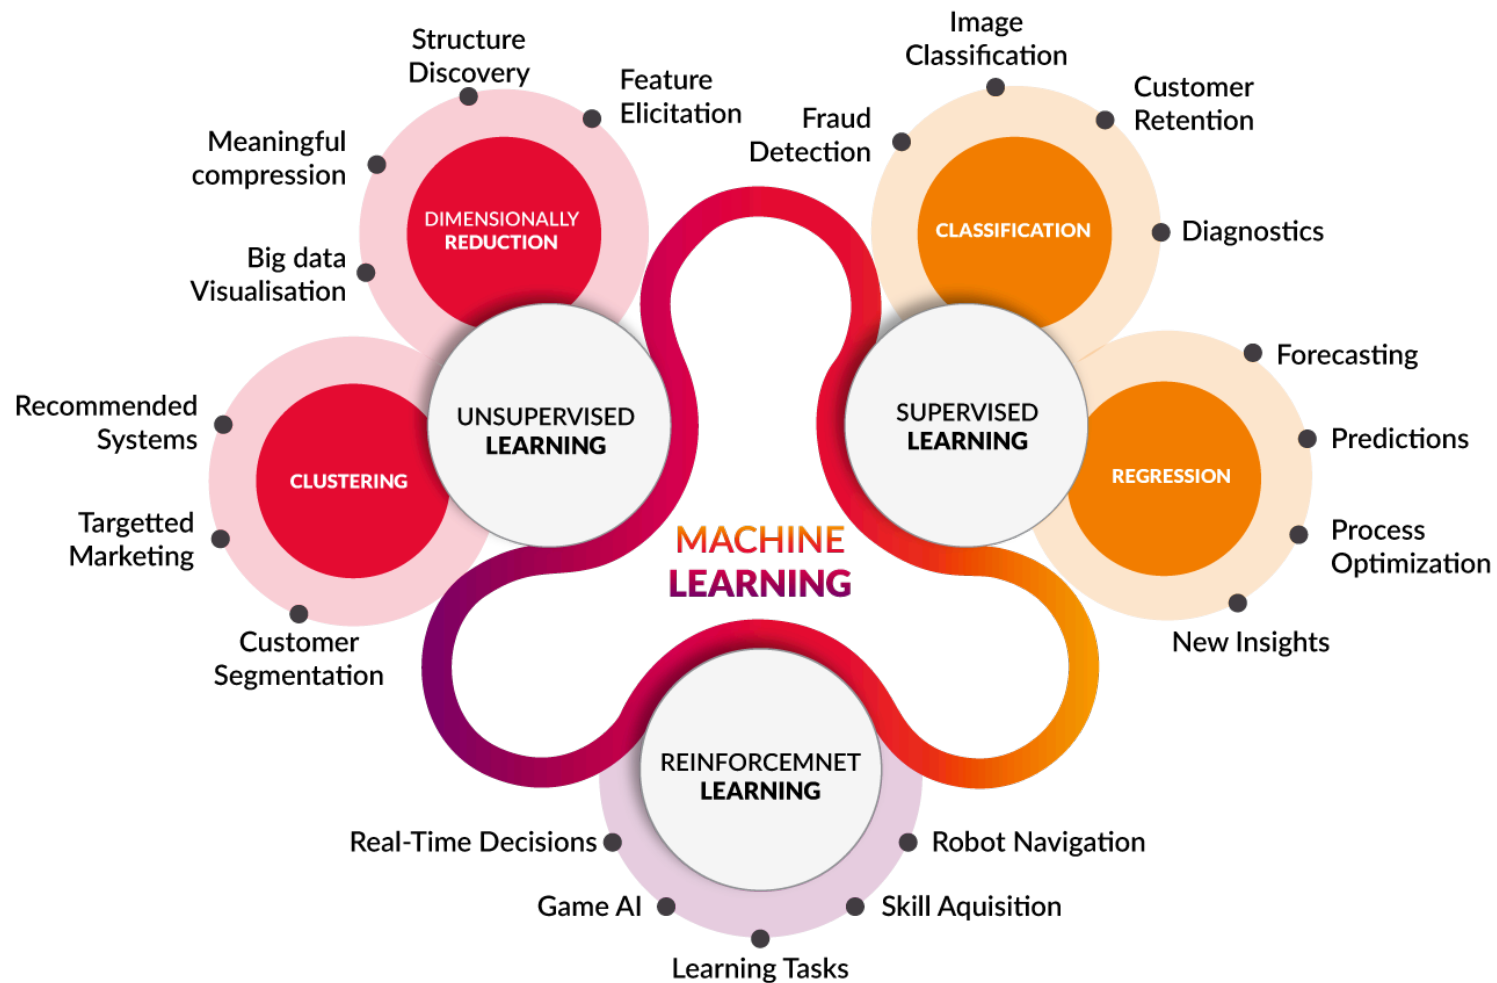 Structure
Discovery
Feature
Elicitation
Meaningful
compression
Big data
Visualisation
DIMENSIONALLY
REDUCTION
Recommended
Systems
Targetted
Marketing
Customer
Segmentation
CLUSTERING
UNSUPERVISED
LEARNING
Image
Classification
Customer
Retention
Fraud
Detection
Diagnostics
CLASSIFICATION
SUPERVISED
LEARNING
Forecasting
Predictions
Process
Optimization
New Insights
REGRESSION
MACHINE
LEARNING
REINFORCEMNET
LEARNING
Real-Time Decisions
Game AI
Learning Tasks
Skill Aquisition
Robot Navigation